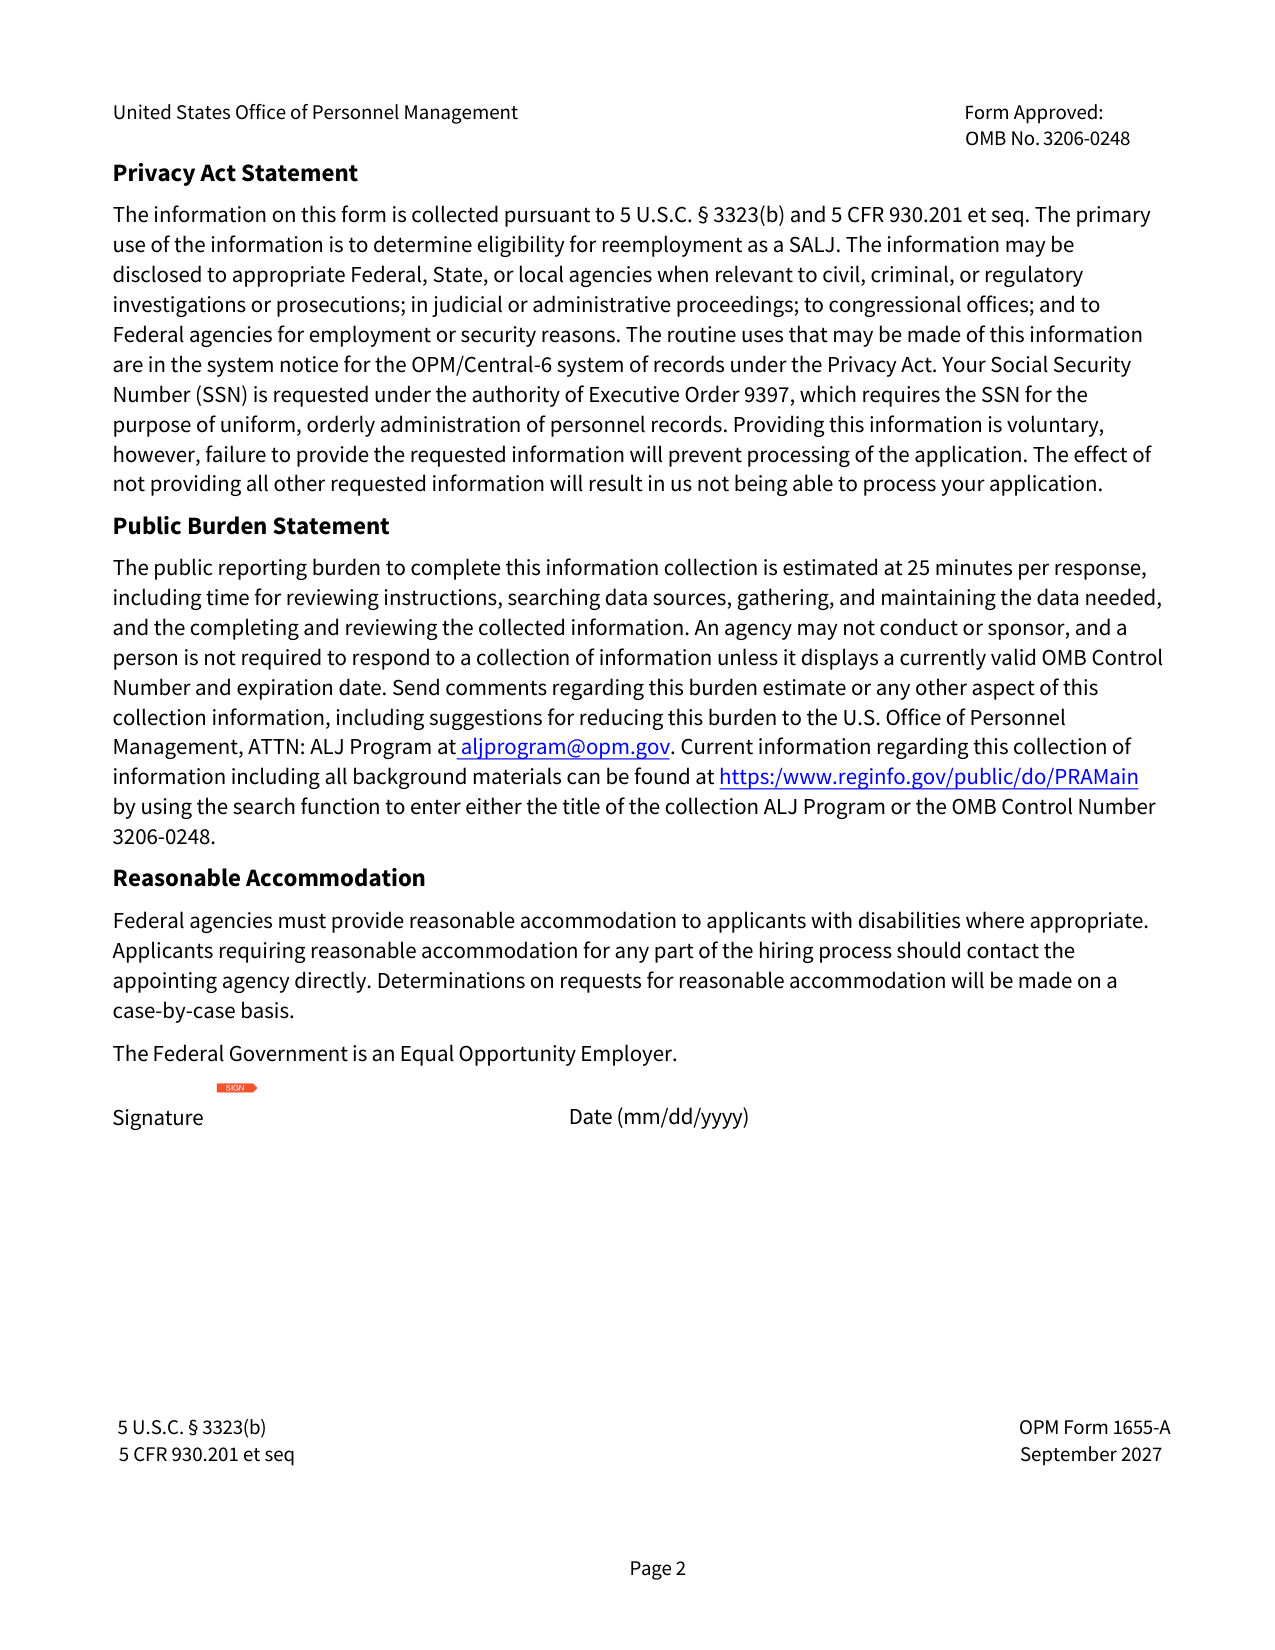 United States Office of Personnel Management
Form Approved:
OMB No. 3206-0248
Privacy Act Statement
The information on this form is collected pursuant to 5 U.S.C. § 3323(b) and 5 CFR 930.201 et seq. The primary
use of the information is to determine eligibility for reemployment as a SALJ. The information may be
disclosed to appropriate Federal, State, or local agencies when relevant to civil, criminal, or regulatory
investigations or prosecutions; in judicial or administrative proceedings; to congressional offices; and to
Federal agencies for employment or security reasons. The routine uses that may be made of this information
are in the system notice for the OPM/Central-6 system of records under the Privacy Act. Your Social Security
Number (SSN) is requested under the authority of Executive Order 9397, which requires the SSN for the
purpose of uniform, orderly administration of personnel records. Providing this information is voluntary,
however, failure to provide the requested information will prevent processing of the application. The effect of
not providing all other requested information will result in us not being able to process your application.
Public Burden Statement
The public reporting burden to complete this information collection is estimated at 25 minutes per response,
including time for reviewing instructions, searching data sources, gathering, and maintaining the data needed,
and the completing and reviewing the collected information. An agency may not conduct or sponsor, and a
person is not required to respond to a collection of information unless it displays a currently valid OMB Control
Number and expiration date. Send comments regarding this burden estimate or any other aspect of this
collection information, including suggestions for reducing this burden to the U.S. Office of Personnel
Management, ATTN: ALJ Program at aljprogram@opm.gov. Current information regarding this collection of
information including all background materials can be found at https:/www.reginfo.gov/public/do/PRAMain
by using the search function to enter either the title of the collection ALJ Program or the OMB Control Number
3206-0248.
Reasonable Accommodation
Federal agencies must provide reasonable accommodation to applicants with disabilities where appropriate.
Applicants requiring reasonable accommodation for any part of the hiring process should contact the
appointing agency directly. Determinations on requests for reasonable accommodation will be made on a
case-by-case basis.
The Federal Government is an Equal Opportunity Employer.
SIGN
Signature
Date (mm/dd/yyyy)
5 U.S.C. § 3323(b)
5 CFR 930.201 et seq
OPM Form 1655-A
September 2027
Page 2